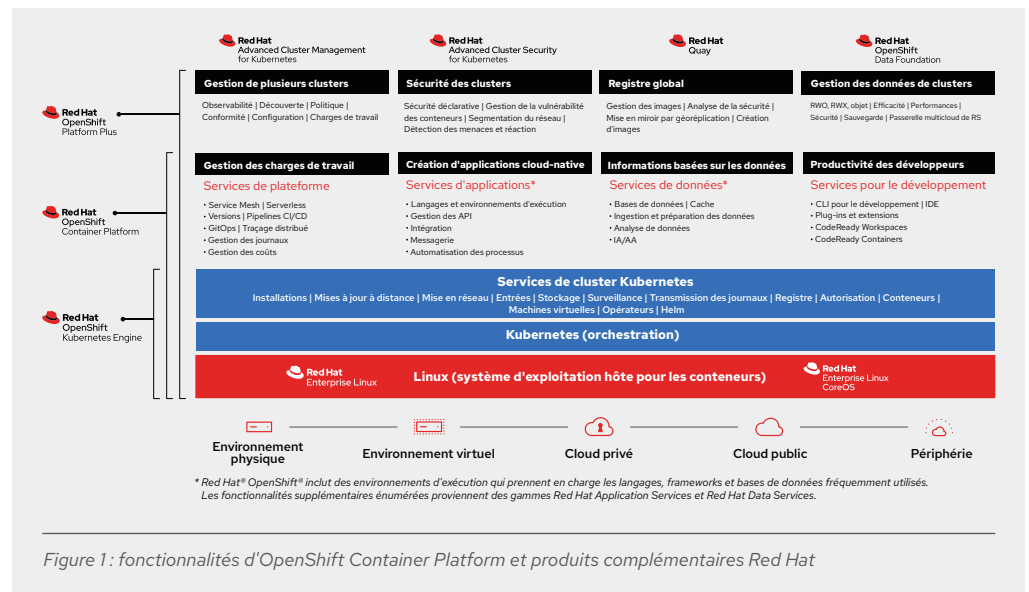 Red Hat
Advanced Cluster Management
for Kubernetes
Red Hat
Advanced Cluster Security
for Kubernetes
Red Hat
Quay
Red Hat
OpenShift
Data Foundation
Gestion de plusieurs clusters
Sécurité des clusters
Registre global
Gestion des données de clusters
Red Hat
OpenShift
Platform Plus
Observabilité | Découverte | Politique |
Conformité | Configuration | Charges de travail
Sécurité déclarative | Gestion de la vulnérabilité
des conteneurs | Segmentation du réseau |
Détection des menaces et réaction
Gestion des images | Analyse de la sécurité |
Mise en miroir par géoréplication | Création
d'images
RWO, RWX, objet | Efficacité | Performances |
Sécurité | Sauvegarde | Passerelle multicloud de RS
Gestion des charges de travail
Création d'applications cloud-native
Informations basées sur les données
Productivité des développeurs
Red Hat
OpenShift
Container Platform
Services de plateforme
• Service Mesh | Serverless
• Versions | Pipelines CI/CD
• GitOps | Traçage distribué
• Gestion des journaux
• Gestion des coûts
Services d'applications*
• Langages et environnements d'exécution
• Gestion des API
• Intégration
• Messagerie
• Automatisation des processus
Services de données*
• Bases de données | Cache
• Ingestion et préparation des données
• Analyse de données
• IA/AA
Services pour le développement
• CLI pour le développement | IDE
• Plug-ins et extensions
• CodeReady Workspaces
• CodeReady Containers
Red Hat
OpenShift
Kubernetes Engine
Services de cluster Kubernetes
Installations | Mises à jour à distance | Mise en réseau | Entrées | Stockage | Surveillance | Transmission des journaux | Registre | Autorisation | Conteneurs |
Machines virtuelles | Opérateurs | Helm
Kubernetes (orchestration)
Red Hat
Enterprise Linux
Linux (système d'exploitation hôte pour les conteneurs)
Red Hat
Enterprise Linux
CoreOS
Environnement
physique
Environnement virtuel
Cloud privé
Cloud public
Périphérie
* Red Hat® OpenShift® inclut des environnements d'exécution qui prennent en charge les langages, frameworks et bases de données fréquemment utilisés.
Les fonctionnalités supplémentaires énumérées proviennent des gammes Red Hat Application Services et Red Hat Data Services.
Figure 1 : fonctionnalités d'OpenShift Container Platform et produits complémentaires Red Hat